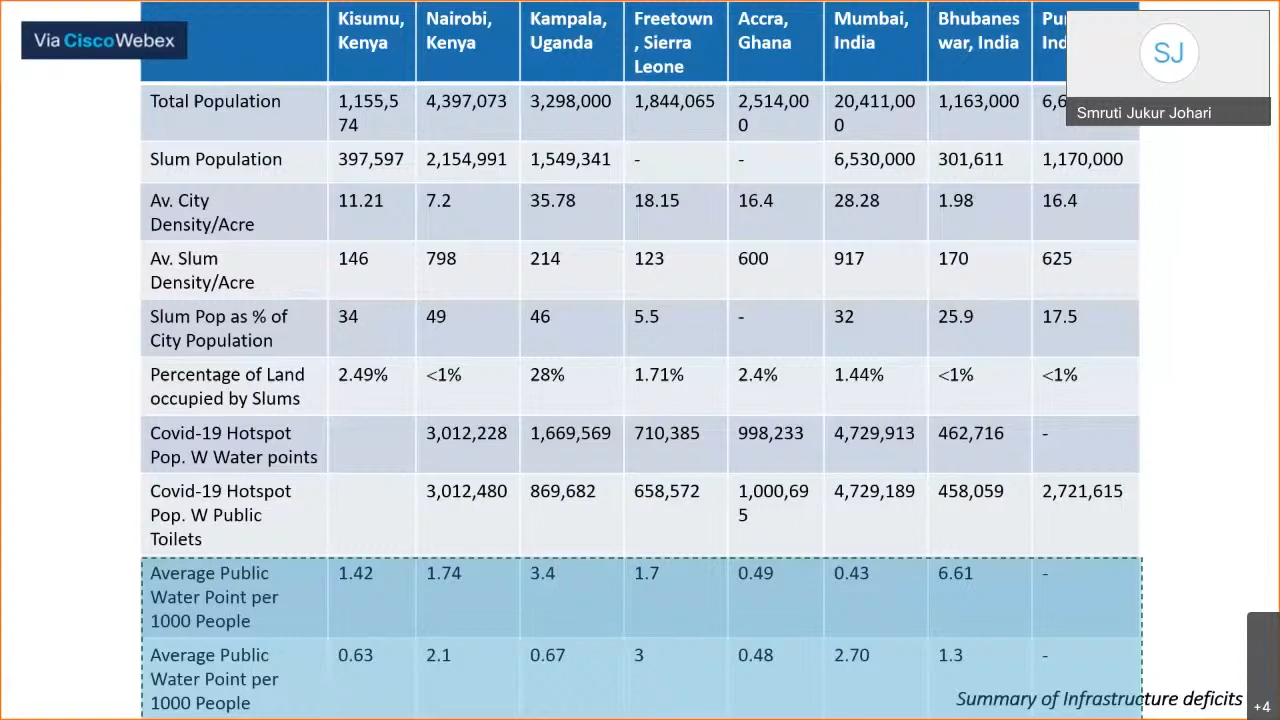 Via CiscoWebex
Kisumu, Kenya
Nairobi, Kenya
Kampala, Uganda
Freetown, Sierra Leone
Accra, Ghana
Mumbai, India
Bhubaneswar, India
SJ
Smruti Jukur Johari
Total Population 1,155,574 4,397,073 3,298,000 1,844,065 2,514,000 20,411,000 1,163,000
Slum Population 397,597 2,154,991 1,549,341 - - 6,530,000 301,611 1,170,000
Av. City Density/Acre 11.21 7.2 35.78 18.15 16.4 28.28 1.98 16.4
Av. Slum Density/Acre 146 798 214 123 600 917 170 625
Slum Pop as % of City Population 34 49 46 5.5 - 32 25.9 17.5
Percentage of Land occupied by Slums 2.49% <1% 28% 1.71% 2.4% 1.44% <1% <1%
Covid-19 Hotspot Pop. W Water points 3,012,228 1,669,569 710,385 998,233 4,729,913 462,716 -
Covid-19 Hotspot Pop. W Public Toilets 3,012,480 869,682 658,572 1,000,695 4,729,189 458,059 2,721,615
Average Public Water Point per 1000 People 1.42 1.74 3.4 1.7 0.49 0.43 6.61 -
Average Public Water Point per 1000 People 0.63 2.1 0.67 3 0.48 2.70 1.3 -
Summary of Infrastructure deficits
+4